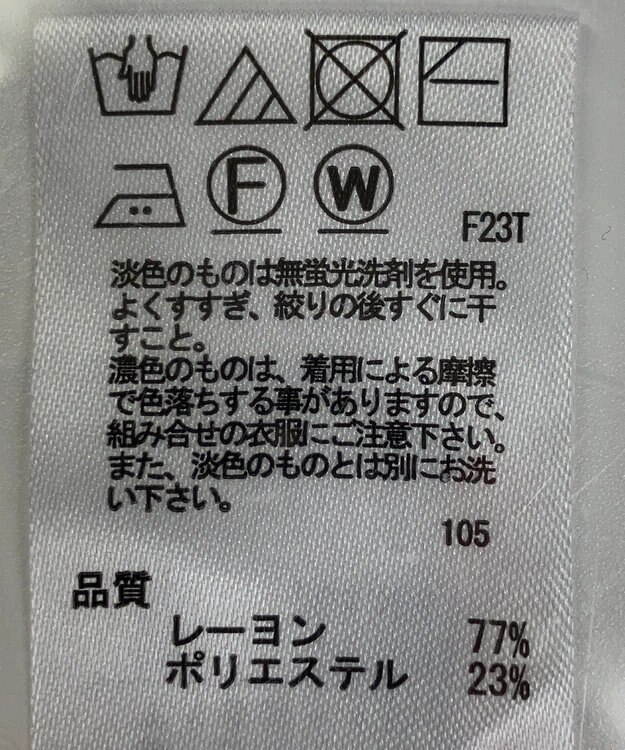 F W
F23T
淡色のものは無蛍光洗剤を使用。
よくすすぎ、絞りの後すぐに干
すこと。
濃色のものは、着用による摩擦
で色落ちする事がありますので、
組み合せの衣服にご注意下さい。
また、淡色のものとは別にお洗
い下さい。
105
品質
レーヨン 77%
ポリエステル 23%